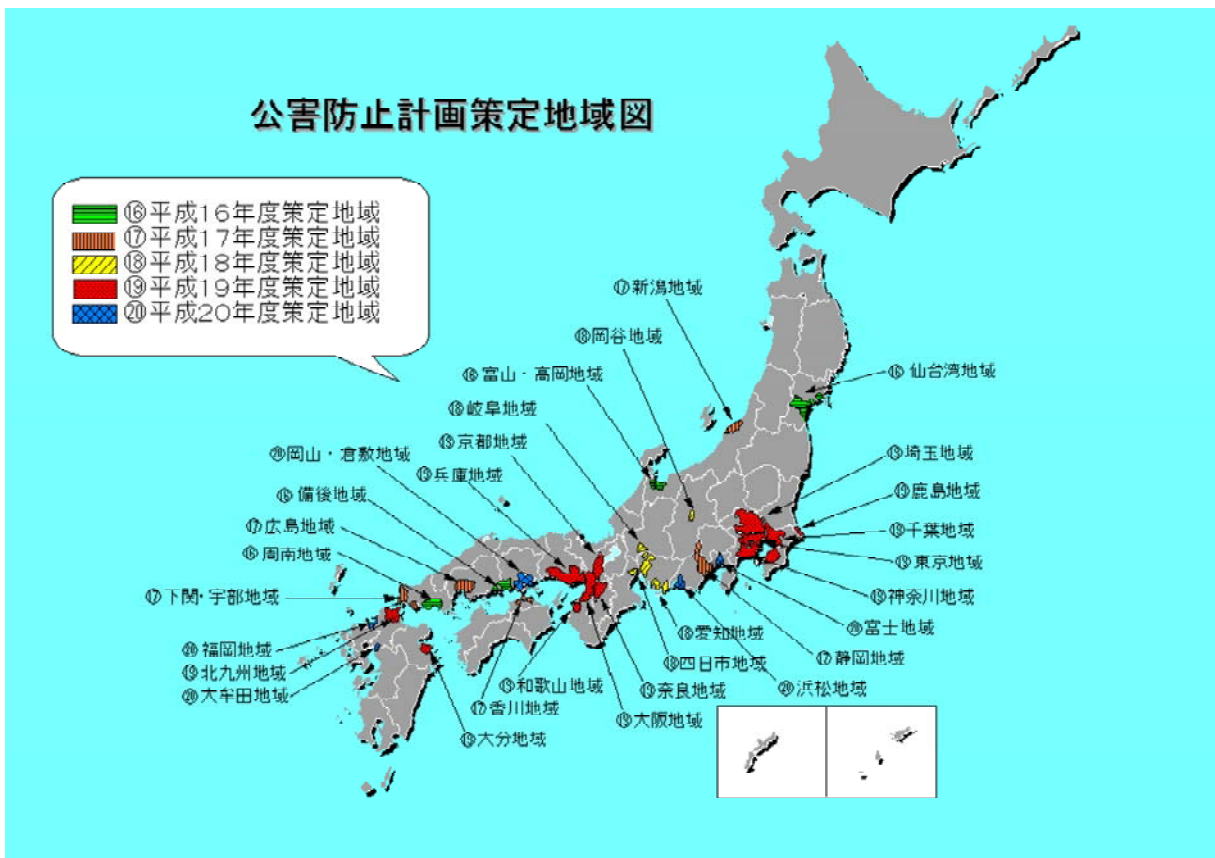 公害防止計画策定地域図
⑯平成16年度策定地域
⑰平成17年度策定地域
⑱平成18年度策定地域
⑲平成19年度策定地域
⑳平成20年度策定地域
⑰新潟地域
⑱岡谷地域
⑯富山・高岡地域
⑯仙台湾地域
⑱岐阜地域
⑲京都地域
⑳岡山・倉敷地域
⑲兵庫地域
⑲埼玉地域
⑯備後地域
⑲鹿島地域
⑰広島地域
⑲千葉地域
⑯周南地域
⑲東京地域
⑰下関・宇部地域
⑲神奈川地域
⑳富士地域
⑱愛知地域
⑳福岡地域
⑱四日市地域
⑰静岡地域
⑲北九州地域
⑲和歌山地域
⑲奈良地域
⑳浜松地域
⑳大牟田地域
⑰香川地域
⑲大阪地域
⑲大分地域